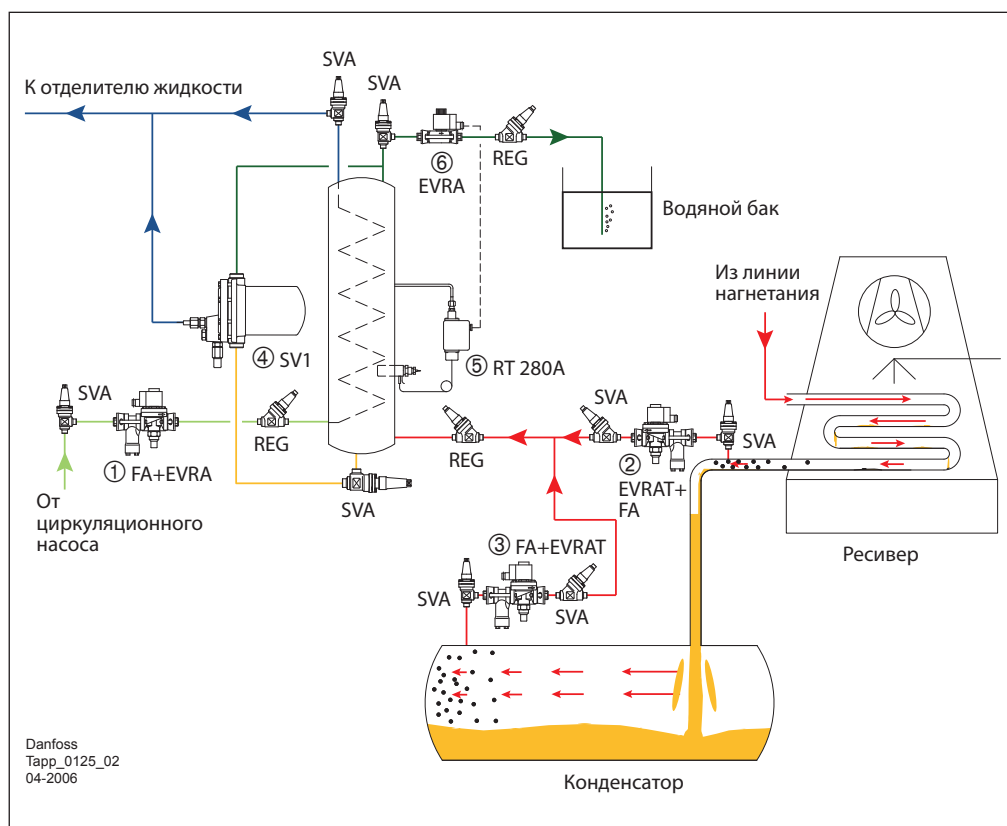 SVA
SVA
К отделителю жидкости
⑥
EVRA
REG
Водяной бак
Из линии
нагнетания
④ SV1
⑤ RT 280A
SVA
SVA
REG
REG
SVA
① FA+EVRA
SVA
②
EVRAT+
FA
От
циркуляционного
насоса
Ресивер
③ FA+EVRAT
SVA
SVA
Danfoss
Tapp_0125_02
04-2006
Конденсатор